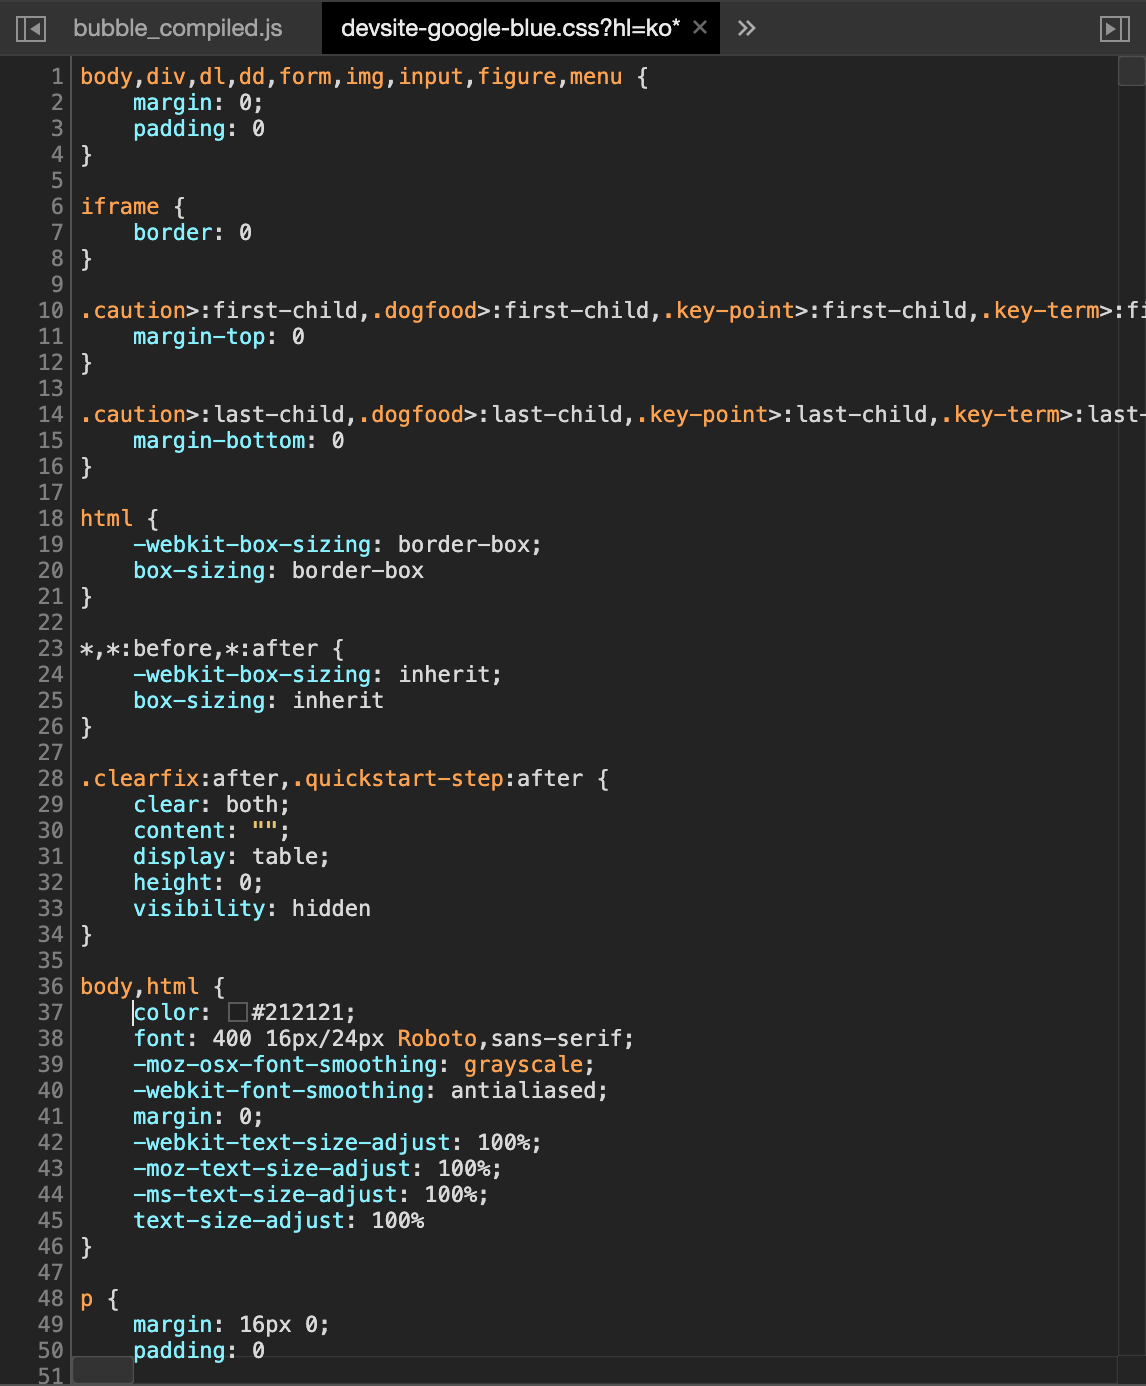 bubble_compiled.js devsite-google-blue.css?hl=ko* × »
1 body,div,dl,dd,form,img,input,figure,menu {
2     margin: 0;
3     padding: 0
4 }
5
6 iframe {
7     border: 0
8 }
9
10 .caution>:first-child,.dogfood>:first-child,.key-point>:first-child,.key-term>:fi
11     margin-top: 0
12 }
13
14 .caution>:last-child,.dogfood>:last-child,.key-point>:last-child,.key-term>:last-
15     margin-bottom: 0
16 }
17
18 html {
19     -webkit-box-sizing: border-box;
20     box-sizing: border-box
21 }
22
23 *,*:before,*:after {
24     -webkit-box-sizing: inherit;
25     box-sizing: inherit
26 }
27
28 .clearfix:after,.quickstart-step:after {
29     clear: both;
30     content: "";
31     display: table;
32     height: 0;
33     visibility: hidden
34 }
35
36 body,html {
37     color: #212121;
38     font: 400 16px/24px Roboto,sans-serif;
39     -moz-osx-font-smoothing: grayscale;
40     -webkit-font-smoothing: antialiased;
41     margin: 0;
42     -webkit-text-size-adjust: 100%;
43     -moz-text-size-adjust: 100%;
44     -ms-text-size-adjust: 100%;
45     text-size-adjust: 100%
46 }
47
48 p {
49     margin: 16px 0;
50     padding: 0
51